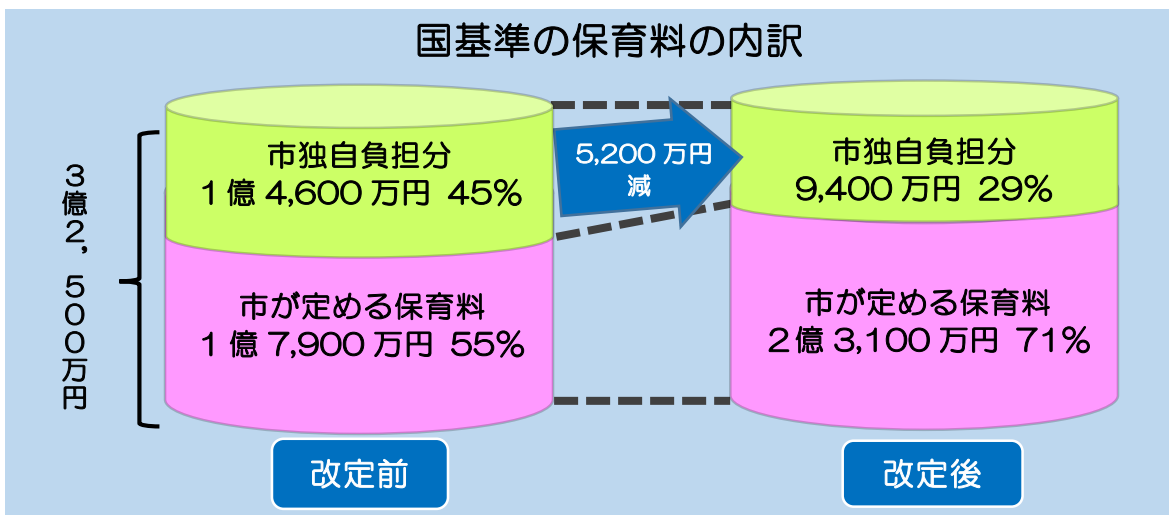 国基準の保育料の内訳
3億2,500万円
市独自負担分
1億4,600万円 45%
市が定める保育料
1億7,900万円 55%
改定前
5,200万円
減
市独自負担分
9,400万円 29%
市が定める保育料
2億3,100万円 71%
改定後